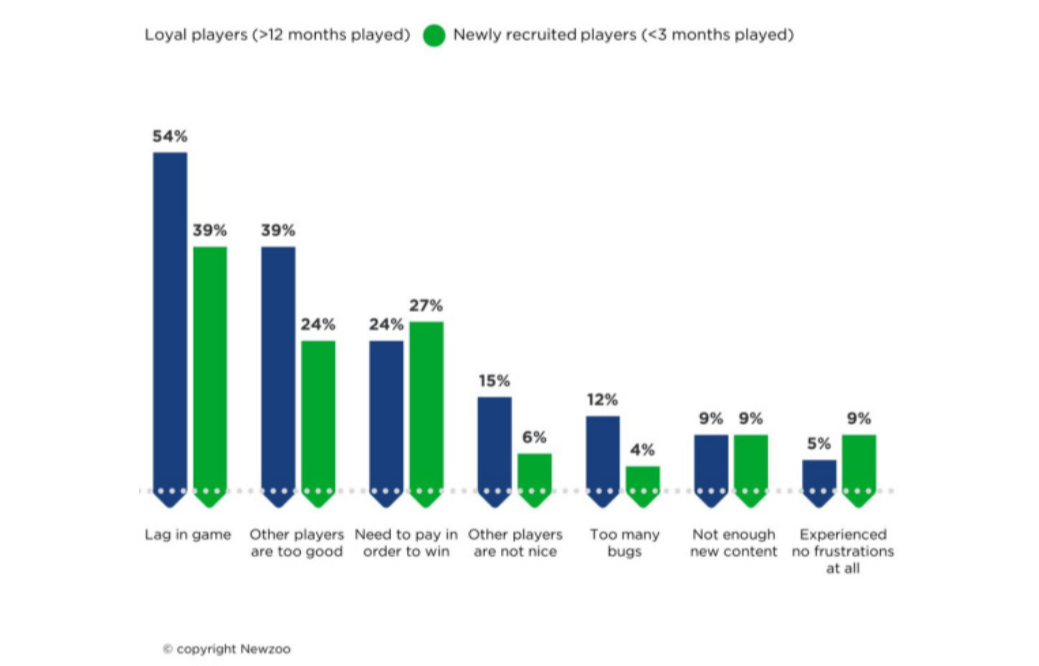 Loyal players (>12 months played) Newly recruited players (<3 months played)
54%
39% 39%
24% 24% 27%
15% 6% 12% 4% 9% 9% 5% 9%
Lag in game
Other players
are too good
Need to pay in
order to win
Other players
are not nice
Too many
bugs
Not enough
new content
Experienced
no frustrations
at all
© copyright Newzoo